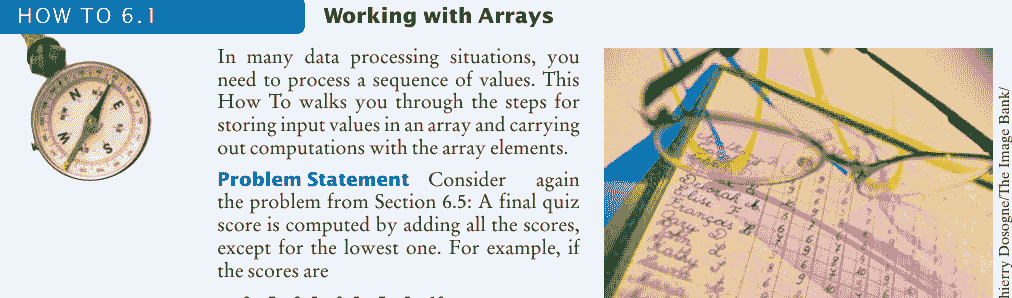 HOW TO 6.1
Working with Arrays
In many data processing situations, you
need to process a sequence of values. This
How To walks you through the steps for
storing input values in an array and carrying
out computations with the array elements.
Problem Statement Consider again
the problem from Section 6.5: A final quiz
score is computed by adding all the scores,
except for the lowest one. For example, if
the scores are
N
E
S
W
Elise F.
François
hierry Dosogne/The Image Bank/